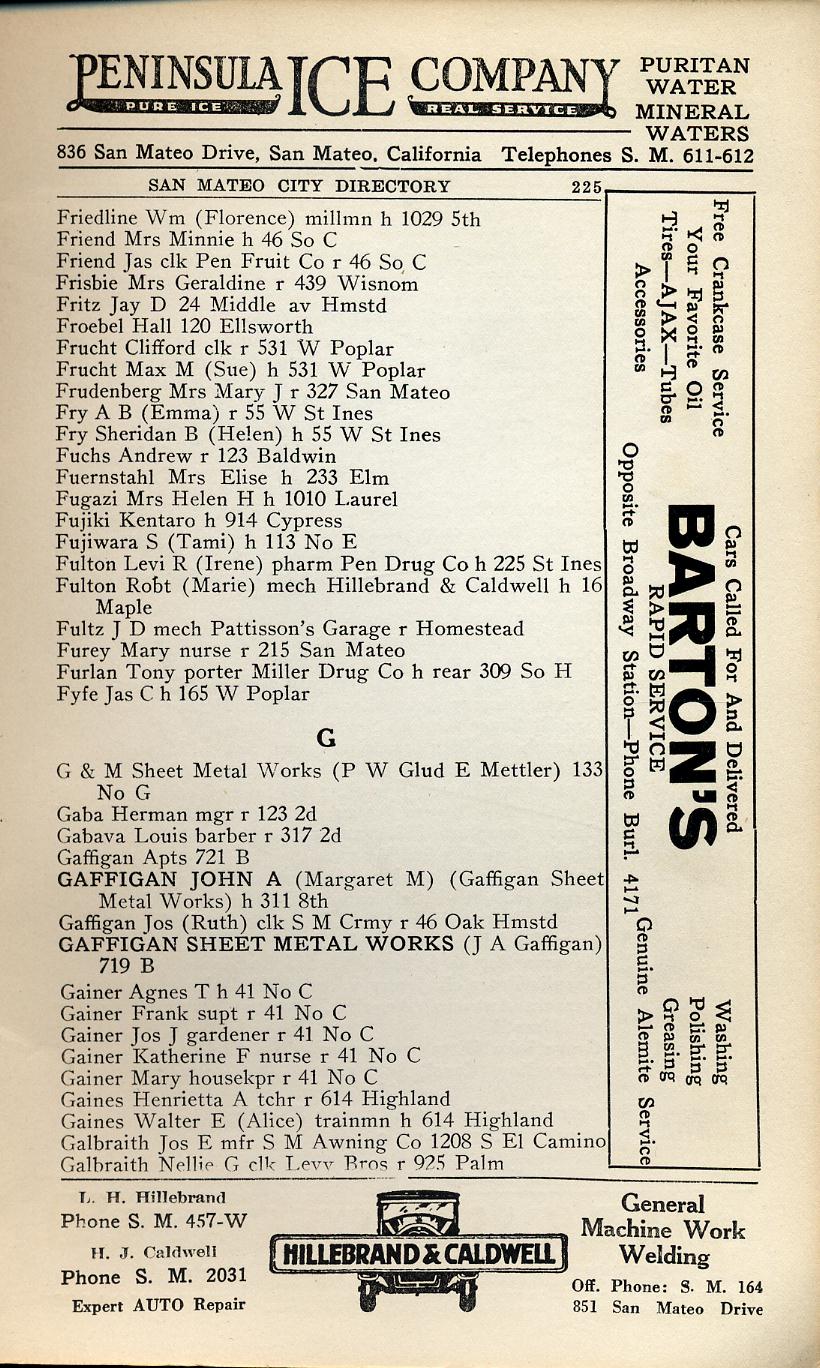 PENINSULA ICE COMPANY
PURE ICE
REAL SERVICE
PURITAN
WATER
MINERAL
WATERS
836 San Mateo Drive, San Mateo, California Telephones S. M. 611-612
SAN MATEO CITY DIRECTORY 225
Friedline Wm (Florence) millmn h 1029 5th
Friend Mrs Minnie h 46 So C
Friend Jas clk Pen Fruit Co r 46 So C
Frisbie Mrs Geraldine r 439 Wisnom
Fritz Jay D 24 Middle av Hmstd
Froebel Hall 120 Ellsworth
Frucht Clifford clk r 531 W Poplar
Frucht Max M (Sue) h 531 W Poplar
Frudenberg Mrs Mary J r 327 San Mateo
Fry A B (Emma) r 55 W St Ines
Fry Sheridan B (Helen) h 55 W St Ines
Fuchs Andrew r 123 Baldwin
Fuernstahl Mrs Elise h 233 Elm
Fugazi Mrs Helen H h 1010 Laurel
Fujiki Kentaro h 914 Cypress
Fujiwara S (Tami) h 113 No E
Fulton Levi R (Irene) pharm Pen Drug Co h 225 St Ines
Fulton Robt (Marie) mech Hillebrand & Caldwell h 16
Maple
Fultz J D mech Pattisson's Garage r Homestead
Furey Mary nurse r 215 San Mateo
Furlan Tony porter Miller Drug Co h rear 309 So H
Fyfe Jas C h 165 W Poplar
G
G & M Sheet Metal Works (P W Glud E Mettler) 133
No G
Gaba Herman mgr r 123 2d
Gabava Louis barber r 317 2d
Gaffigan Apts 721 B
GAFFIGAN JOHN A (Margaret M) (Gaffigan Sheet
Metal Works) h 311 8th
Gaffigan Jos (Ruth) clk S M Crmy r 46 Oak Hmstd
GAFFIGAN SHEET METAL WORKS (J A Gaffigan)
719 B
Gainer Agnes T h 41 No C
Gainer Frank supt r 41 No C
Gainer Jos J gardener r 41 No C
Gainer Katherine F nurse r 41 No C
Gainer Mary housekpr r 41 No C
Gaines Henrietta A tchr r 614 Highland
Gaines Walter E (Alice) trainmn h 614 Highland
Galbraith Jos E mfr S M Awning Co 1208 S El Camino
Galbraith Nellie G clk Levy Bros r 925 Palm
Free Crankcase Service
Your Favorite Oil
Tires—AJAX—Tubes
Accessories
Cars Called For And Delivered
BARTON'S
RAPID SERVICE
Opposite Broadway Station—Phone Burl. 4171
Washing
Polishing
Greasing
Genuine Alemite Service
L. H. Hillebrand
Phone S. M. 457-W
H. J. Caldwell
Phone S. M. 2031
Expert AUTO Repair
HILLEBRAND & CALDWELL
General
Machine Work
Welding
Off. Phone: S. M. 164
851 San Mateo Drive